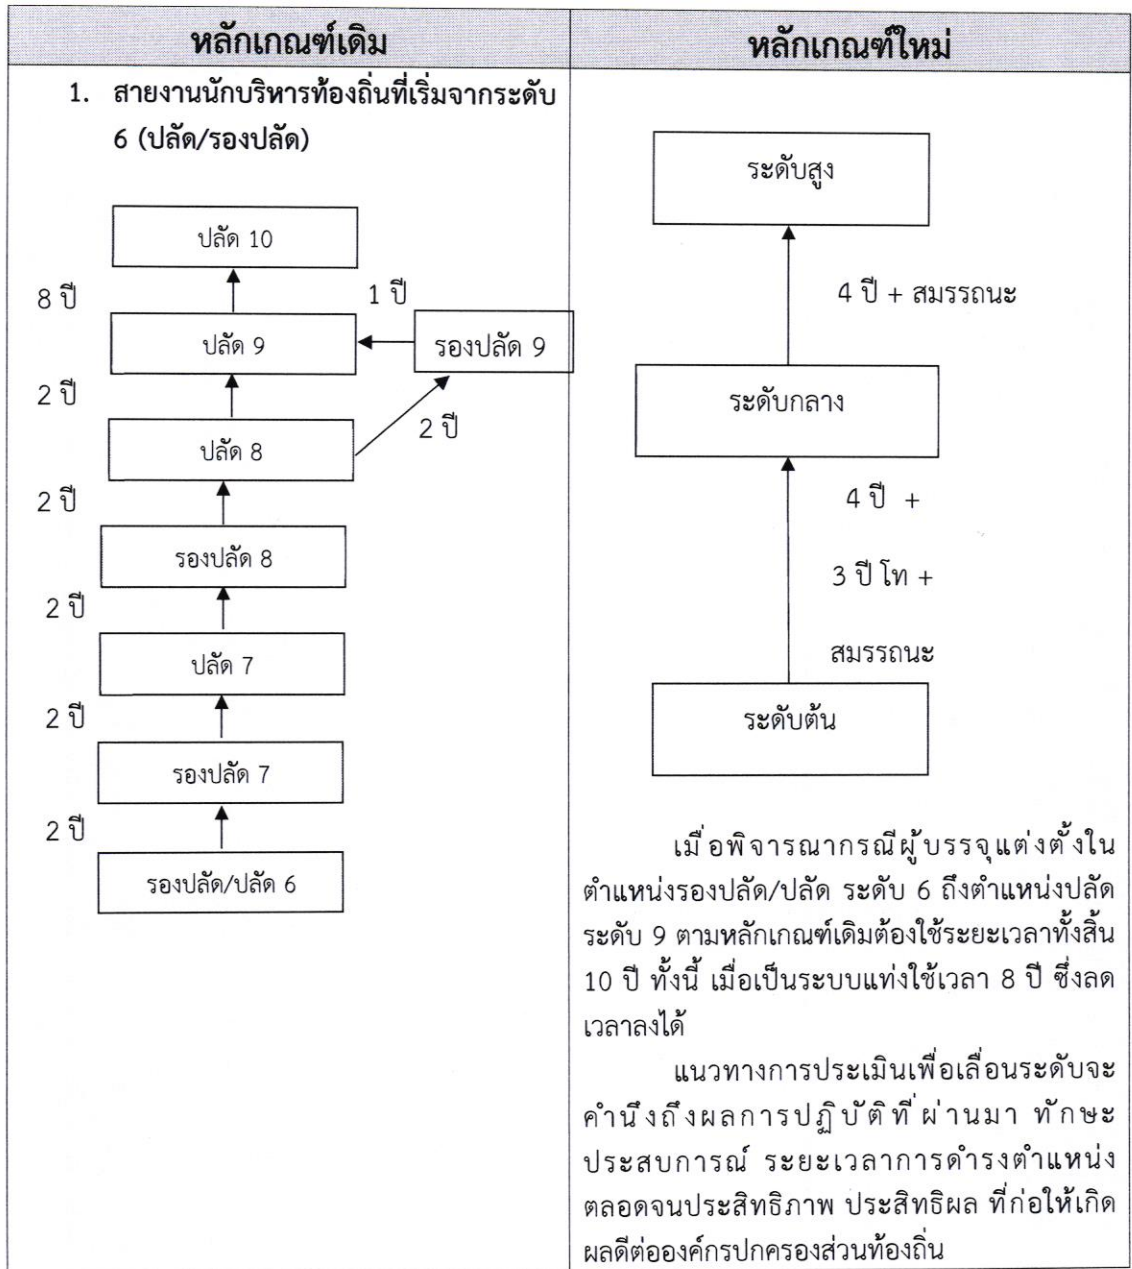 หลักเกณฑ์เดิม
หลักเกณฑ์ใหม่
1. สายงานนักบริหารท้องถิ่นที่เริ่มจากระดับ
6 (ปลัด/รองปลัด)
ปลัด 10
8 ปี
1 ปี
ปลัด 9
รองปลัด 9
2 ปี
2 ปี
ปลัด 8
2 ปี
รองปลัด 8
2 ปี
ปลัด 7
2 ปี
รองปลัด 7
2 ปี
รองปลัด/ปลัด 6
ระดับสูง
4 ปี + สมรรถนะ
ระดับกลาง
4 ปี +
3 ปี โท +
สมรรถนะ
ระดับต้น
เมื่อพิจารณากรณีผู้บรรจุแต่งตั้งใน
ตำแหน่งรองปลัด/ปลัด ระดับ 6 ถึงตำแหน่งปลัด
ระดับ 9 ตามหลักเกณฑ์เดิมต้องใช้ระยะเวลาทั้งสิ้น
10 ปี ทั้งนี้ เมื่อเป็นระบบแท่งใช้เวลา 8 ปี ซึ่งลด
เวลาลงได้
แนวทางการประเมินเพื่อเลื่อนระดับจะ
คำนึงถึงผลการปฏิบัติที่ผ่านมา ทักษะ
ประสบการณ์ ระยะเวลาการดำรงตำแหน่ง
ตลอดจนประสิทธิภาพ ประสิทธิผล ที่ก่อให้เกิด
ผลดีต่อองค์กรปกครองส่วนท้องถิ่น